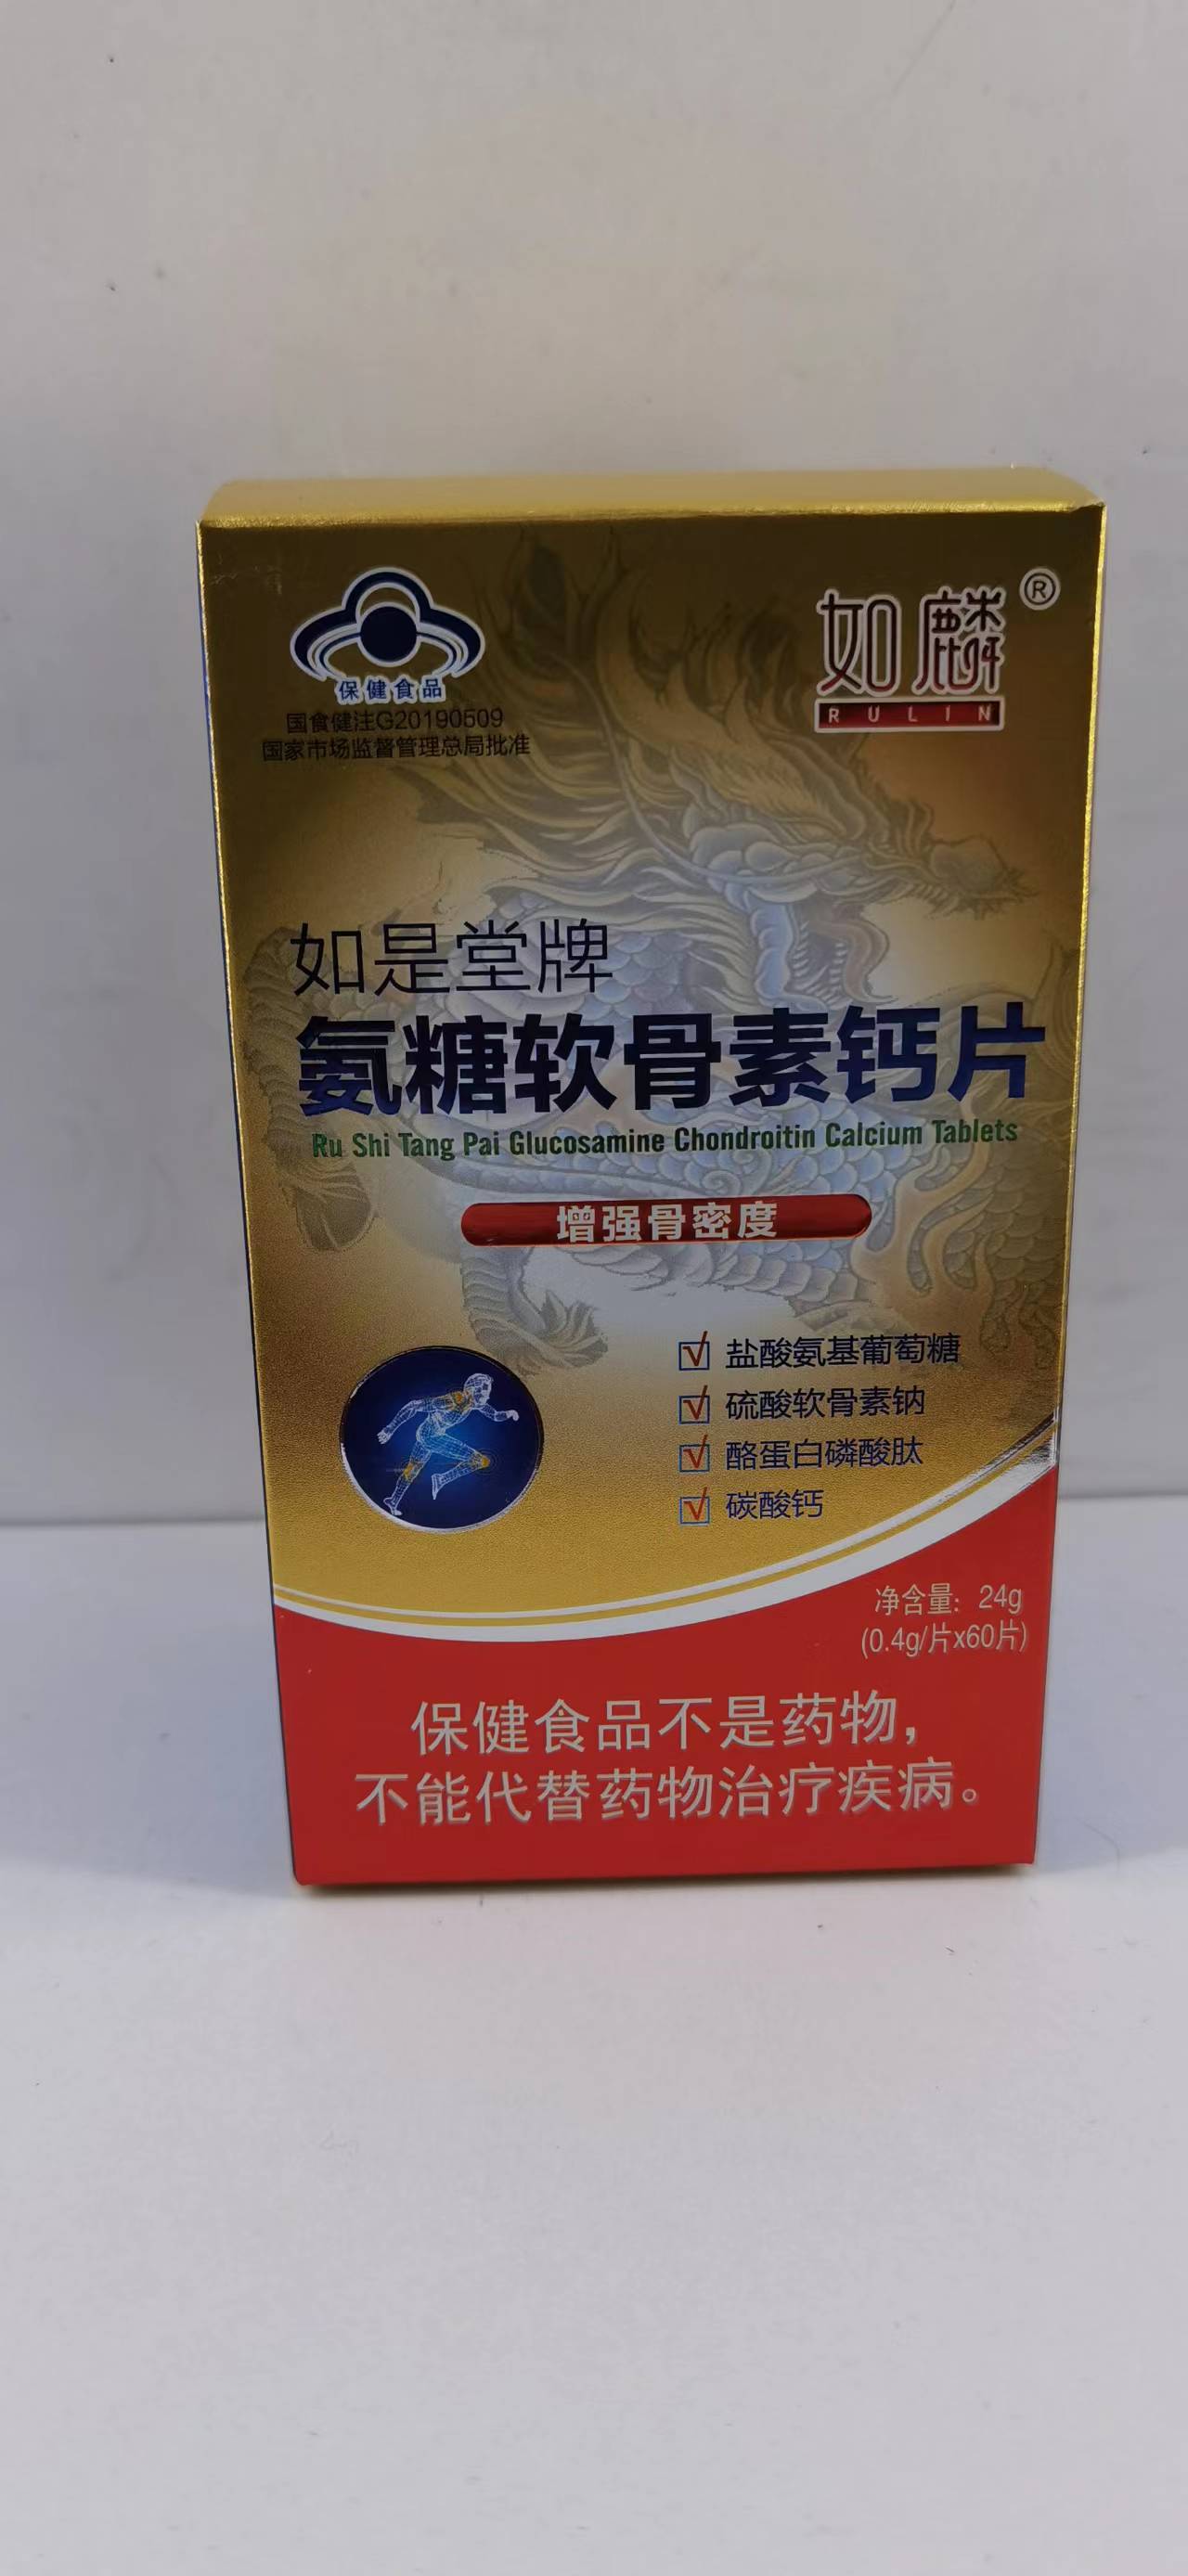 保健食品
国食健注G20190509
国家市场监督管理总局批准
如麟®
RULIN
如是堂牌
氨糖软骨素钙片
Ru Shi Tang Pai Glucosamine Chondroitin Calcium Tablets
增强骨密度
盐酸氨基葡萄糖
硫酸软骨素钠
酪蛋白磷酸肽
碳酸钙
净含量：24g
(0.4g/片x60片)
保健食品不是药物，
不能代替药物治疗疾病。